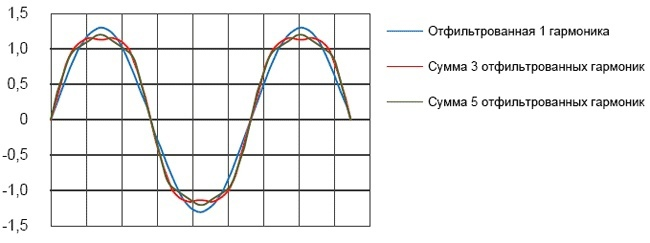 1,5
1,0
0,5
0
-0,5
-1,0
-1,5
Отфильтрованная 1 гармоника
Сумма 3 отфильтрованных гармоник
Сумма 5 отфильтрованных гармоник